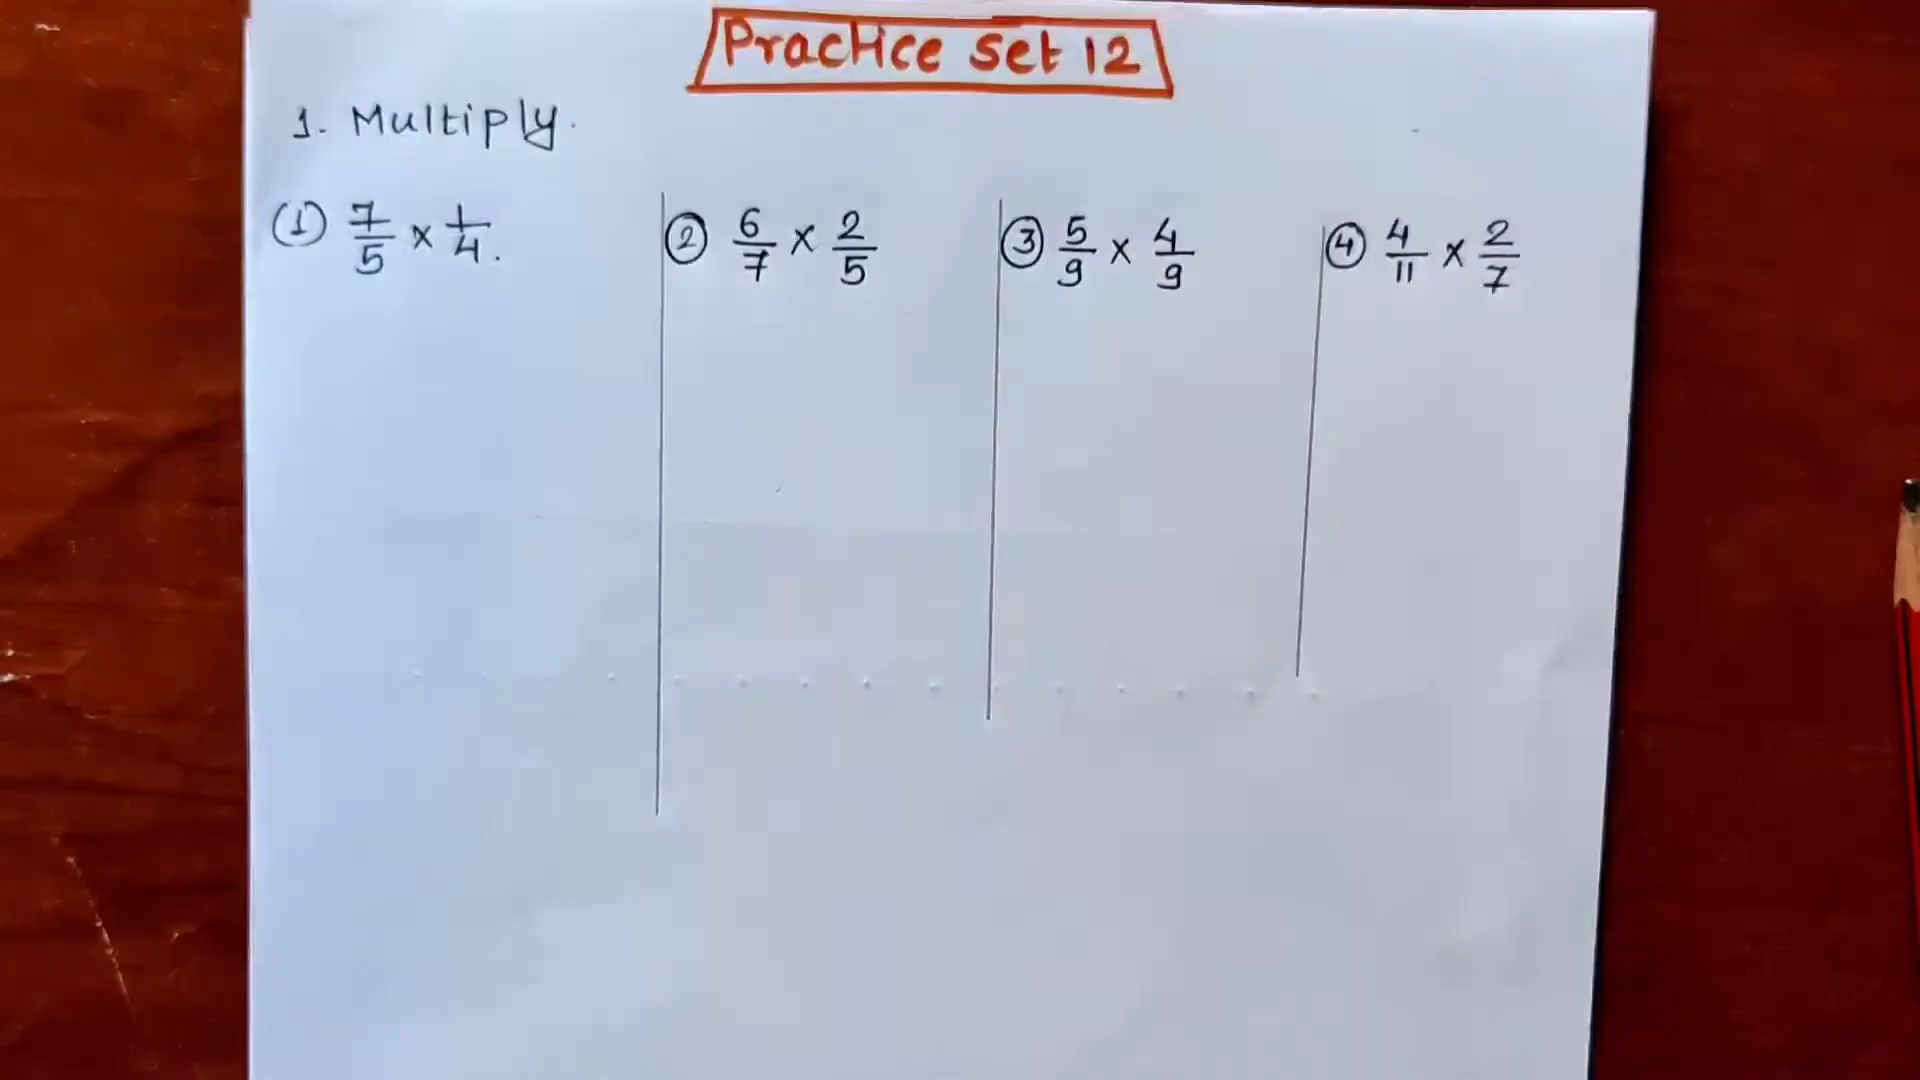 Practice Set 12
1. Multiply.
(1) 7/5 × 1/4. (2) 6/7 × 2/5 (3) 5/9 × 4/9 (4) 4/11 × 2/7